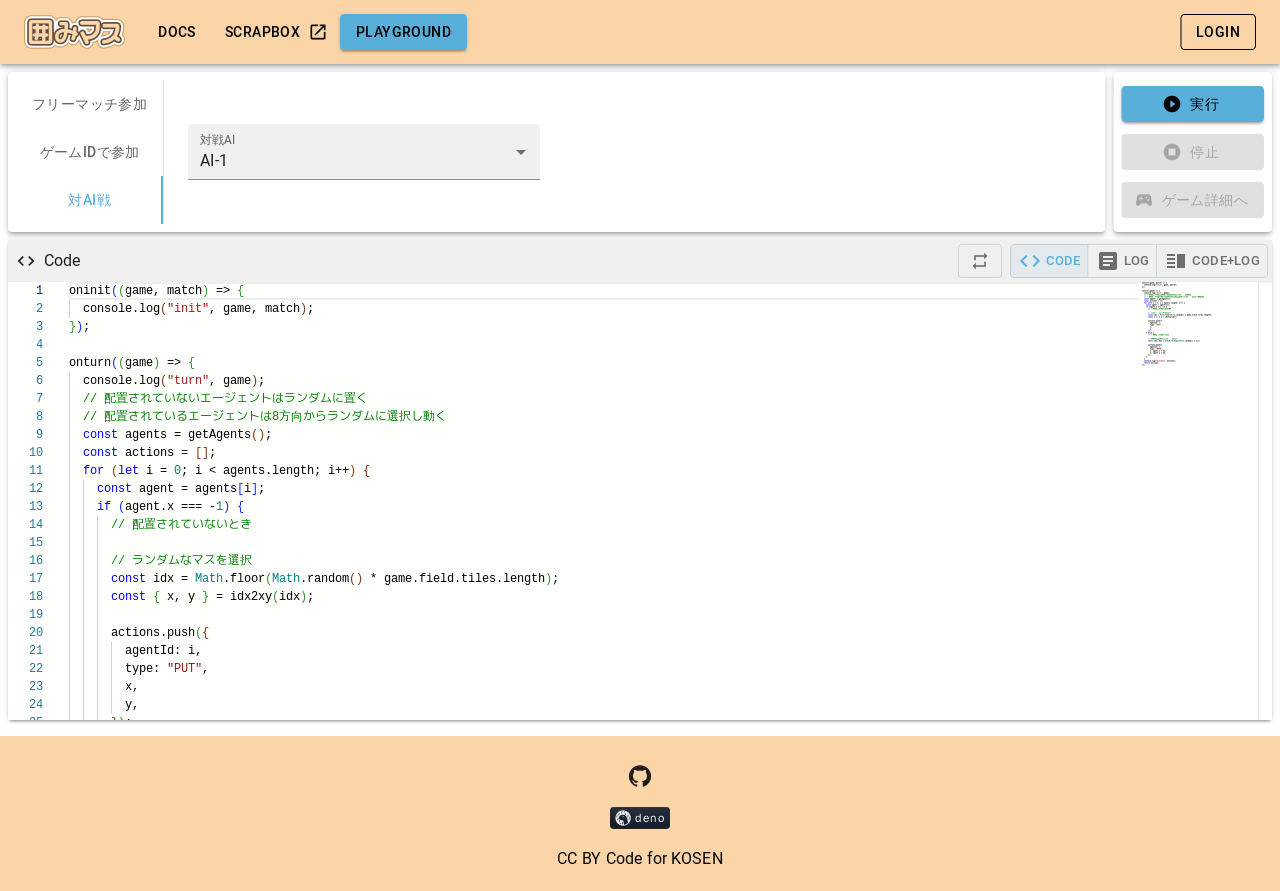 囲みマス
DOCS
SCRAPBOX
PLAYGROUND
LOGIN
フリーマッチ参加
ゲームIDで参加
対AI戦
対戦AI
AI-1
実行
停止
ゲーム詳細へ
Code
CODE
LOG
CODE+LOG
1 oninit((game, match) => {
2   console.log("init", game, match);
3 });
4
5 onturn((game) => {
6   console.log("turn", game);
7   // 配置されていないエージェントはランダムに置く
8   // 配置されているエージェントは8方向からランダムに選択し動く
9   const agents = getAgents();
10   const actions = [];
11   for (let i = 0; i < agents.length; i++) {
12     const agent = agents[i];
13     if (agent.x === -1) {
14       // 配置されていないとき
15
16       // ランダムなマスを選択
17       const idx = Math.floor(Math.random() * game.field.tiles.length);
18       const { x, y } = idx2xy(idx);
19
20       actions.push({
21         agentId: i,
22         type: "PUT",
23         x,
24         y,
25       });
deno
CC BY Code for KOSEN